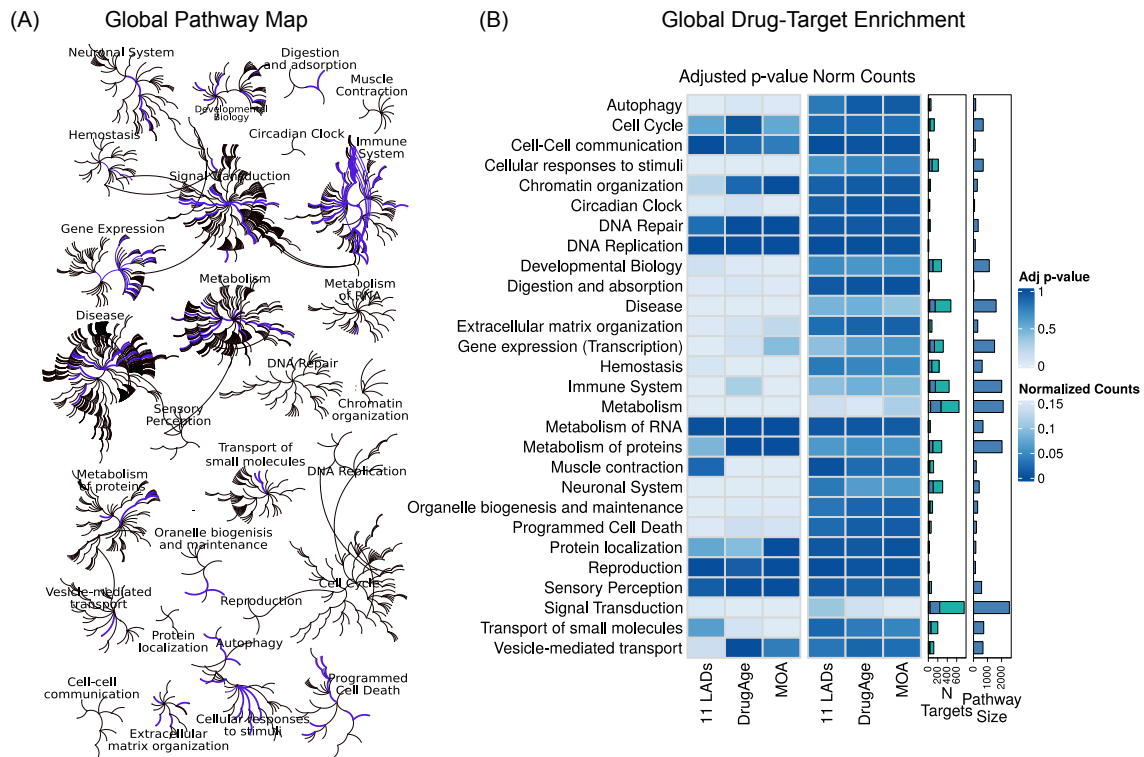 (A)
Global Pathway Map
Neuronal System
Digestion
and adsorption
Muscle
Contraction
Developmental
Biology
Hemostasis
Circadian Clock
Immune
System
Signal Transduction
Gene Expression
Metabolism
Metabolism
of RNA
Disease
DNA Repair
Chromatin
organization
Sensory
Perception
Transport of
small molecules
DNA Replication
Metabolism
of proteins
Organelle biogenisis
and maintenance
Cell Cycle
Vesicle-mediated
transport
Reproduction
Protein
localization
Autophagy
Cell-cell
communication
Programmed
Cell Death
Extracellular
matrix organization
Cellular responses
to stimuli
(B)
Global Drug-Target Enrichment
Adjusted p-value Norm Counts
Autophagy
Cell Cycle
Cell-Cell communication
Cellular responses to stimuli
Chromatin organization
Circadian Clock
DNA Repair
DNA Replication
Developmental Biology
Digestion and absorption
Disease
Extracellular matrix organization
Gene expression (Transcription)
Hemostasis
Immune System
Metabolism
Metabolism of RNA
Metabolism of proteins
Muscle contraction
Neuronal System
Organelle biogenesis and maintenance
Programmed Cell Death
Protein localization
Reproduction
Sensory Perception
Signal Transduction
Transport of small molecules
Vesicle-mediated transport
11 LADs
DrugAge
MOA
11 LADs
DrugAge
MOA
0
200
400
600
N
Targets
0
1000
2000
Pathway
Size
Adj p-value
1
0.5
0
Normalized Counts
0.15
0.1
0.05
0